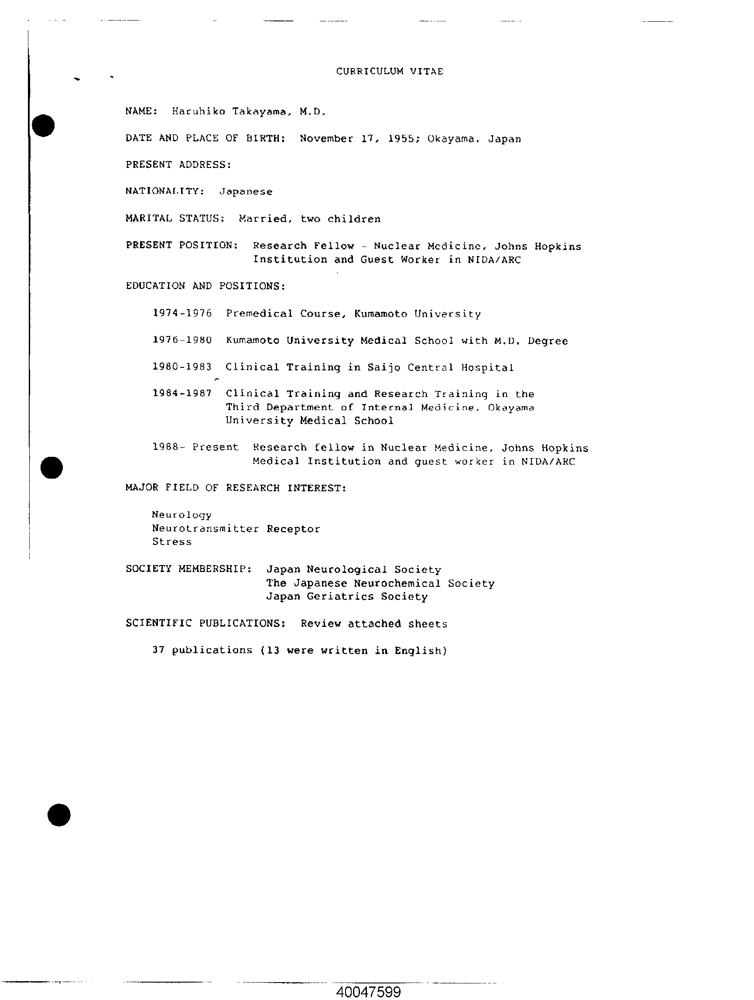 CURRICULUM VITAE
NAME: Haruhiko Takayama, M.D.
DATE AND PLACE OF BIRTH: November 17, 1955; Okayama, Japan
PRESENT ADDRESS:
NATIONALITY: Japanese
MARITAL STATUS: Married, two children
PRESENT POSITION: Research Fellow - Nuclear Medicine, Johns Hopkins
Institution and Guest Worker in NIDA/ARC
EDUCATION AND POSITIONS:
1974-1976 Premedical Course, Kumamoto University
1976-1980 Kumamoto University Medical School with M.D. Degree
1980-1983 Clinical Training in Saijo Central Hospital
1984-1987 Clinical Training and Research Training in the
Third Department of Internal Medicine, Okayama
University Medical School
1988- Present Research fellow in Nuclear Medicine, Johns Hopkins
Medical Institution and guest worker in NIDA/ARC
MAJOR FIELD OF RESEARCH INTEREST:
Neurology
Neurotransmitter Receptor
Stress
SOCIETY MEMBERSHIP: Japan Neurological Society
The Japanese Neurochemical Society
Japan Geriatrics Society
SCIENTIFIC PUBLICATIONS: Review attached sheets
37 publications (13 were written in English)
40047599